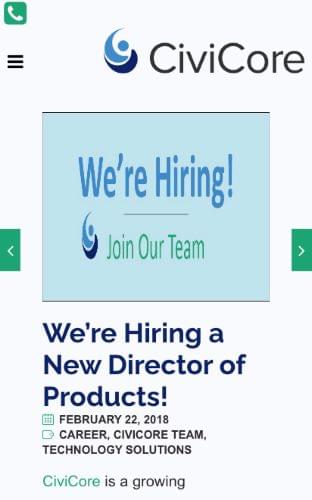 CiviCore
We're Hiring!
Join Our Team
We're Hiring a
New Director of
Products!
FEBRUARY 22, 2018
CAREER, CIVICORE TEAM,
TECHNOLOGY SOLUTIONS
CiviCore is a growing